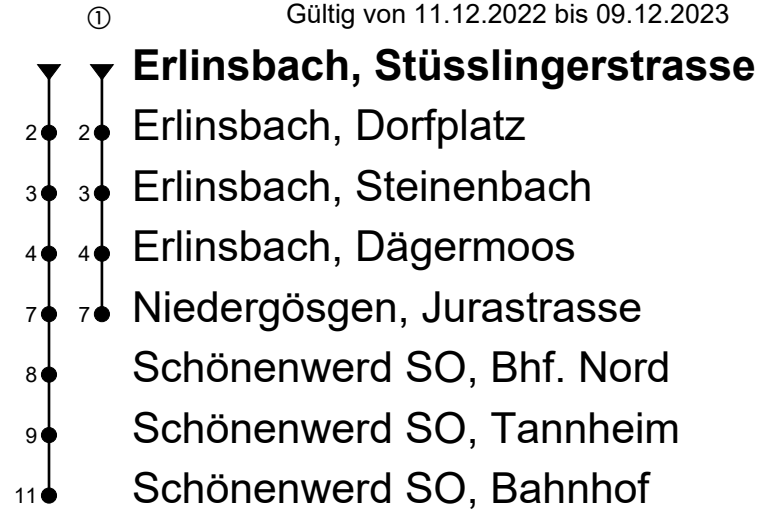 ① Gültig von 11.12.2022 bis 09.12.2023
Erlinsbach, Stüsslingerstrasse
2 2 Erlinsbach, Dorfplatz
3 3 Erlinsbach, Steinenbach
4 4 Erlinsbach, Dägermoos
7 7 Niedergösgen, Jurastrasse
8 Schönenwerd SO, Bhf. Nord
9 Schönenwerd SO, Tannheim
11 Schönenwerd SO, Bahnhof